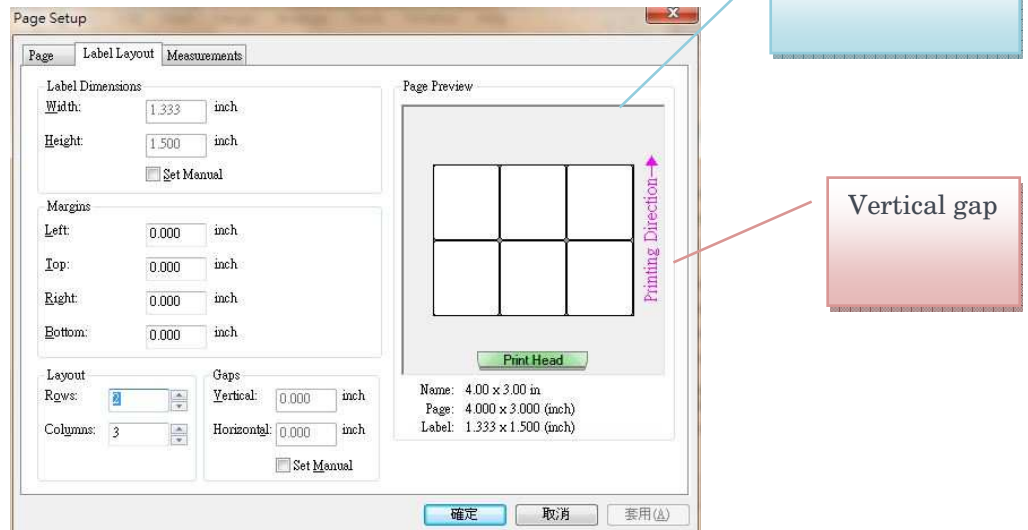 Page Setup
Page Label Layout Measurements
Label Dimensions
Width: 1.333 inch
Height: 1.500 inch
Set Manual
Margins
Left: 0.000 inch
Top: 0.000 inch
Right: 0.000 inch
Bottom: 0.000 inch
Layout
Rows: 2
Columns: 3
Gaps
Vertical: 0.000 inch
Horizontal: 0.000 inch
Set Manual
Page Preview
Printing Direction
Print Head
Name: 4.00 x 3.00 in
Page: 4.000 x 3.000 (inch)
Label: 1.333 x 1.500 (inch)
確定 取消 套用(A)
Vertical gap